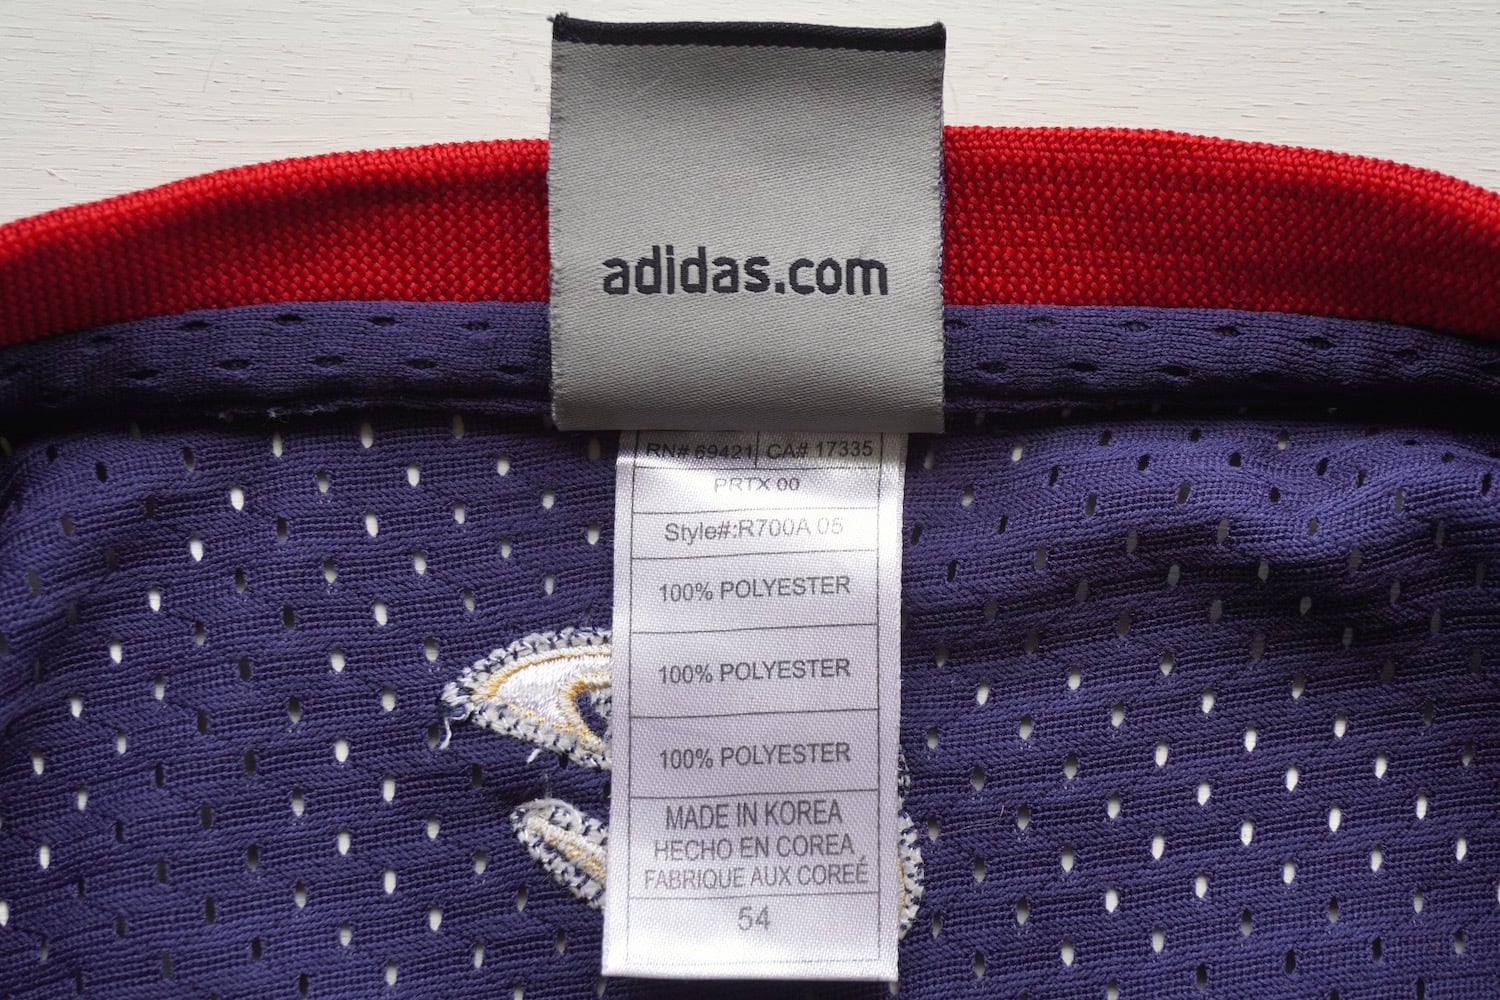 adidas.com
RN# 69421 CA# 17335
PRTX 00
Style#:R700A 05
100% POLYESTER
100% POLYESTER
100% POLYESTER
MADE IN KOREA
HECHO EN COREA
FABRIQUE AUX COREÉ
54